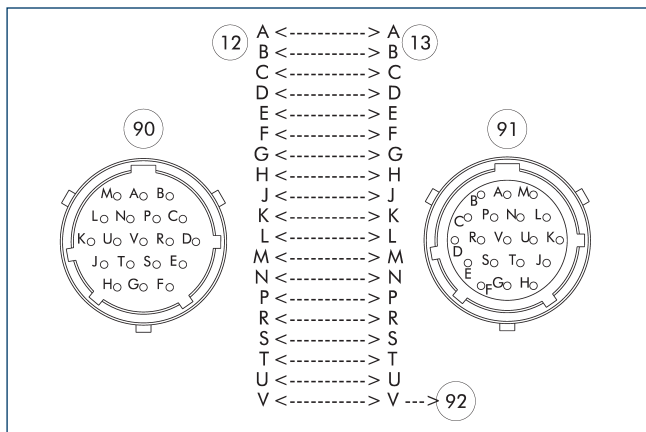 12 A <------------> A 13
B <------------> B
C <------------> C
D <------------> D
E <------------> E
F <------------> F
G <------------> G
H <------------> H
J <------------> J
K <------------> K
L <------------> L
M <------------> M
N <------------> N
P <------------> P
R <------------> R
S <------------> S
T <------------> T
U <------------> U
V <------------> V ---> 92
90
M A B
L N P C
K U V R D
J T S E
H G F
91
B A M
C P N L
D R V U K
E S T J
F G H